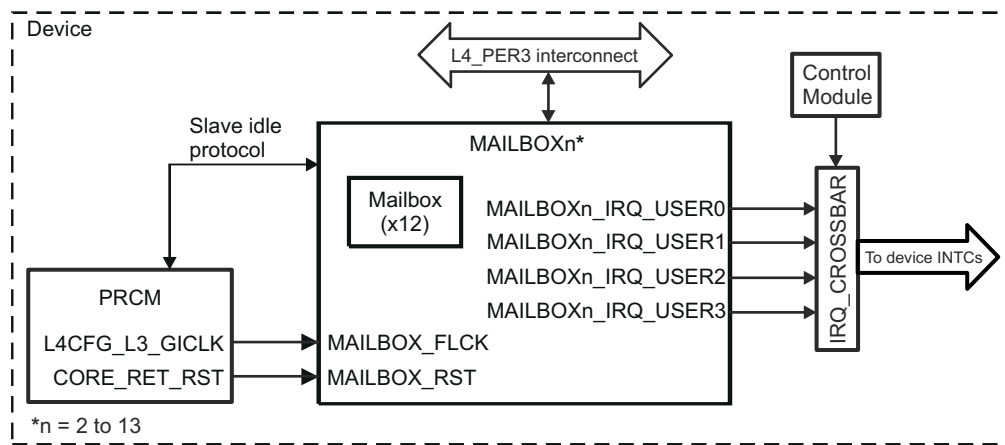 Device
L4_PER3 interconnect
Control
Module
Slave idle
protocol
MAILBOXn*
Mailbox
(x12)
MAILBOXn_IRQ_USER0
MAILBOXn_IRQ_USER1
MAILBOXn_IRQ_USER2
MAILBOXn_IRQ_USER3
IRQ_CROSSBAR
To device INTCs
PRCM
L4CFG_L3_GICLK
MAILBOX_FLCK
CORE_RET_RST
MAILBOX_RST
*n = 2 to 13